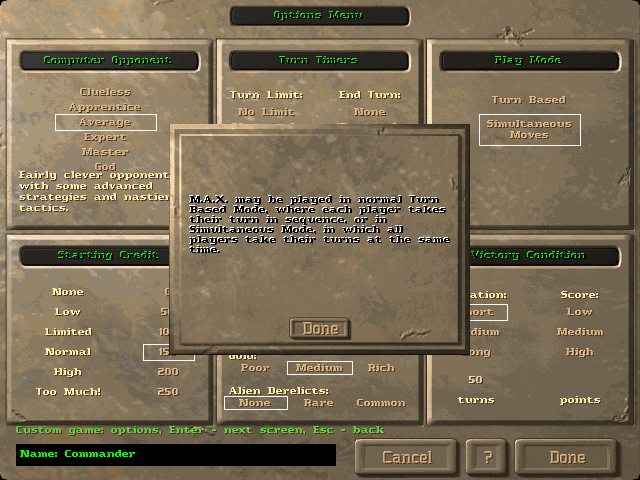 Options Menu
Computer Opponent
Clueless
Apprentice
Average
Expert
Master
God
Fairly clever opponent
with some advanced
strategies and nastier
tactics.
Turn Timers
Turn Limit: End Turn:
No Limit None
Play Mode
Turn Based
Simultaneous
Moves
M.A.X. may be played in normal Turn
Based Mode, where each player takes
their turn in sequence, or in
Simultaneous Mode, in which all
players take their turns at the same
time.
Done
Starting Credit
None
Low
Limited
Normal
High 200
Too Much! 250
Gold:
Poor Medium Rich
Alien Derelicts:
None Rare Common
Victory Condition
Score:
Low
Medium
High
50
turns points
Custom game: options, Enter - next screen, Esc - back
Name: Commander
Cancel ? Done